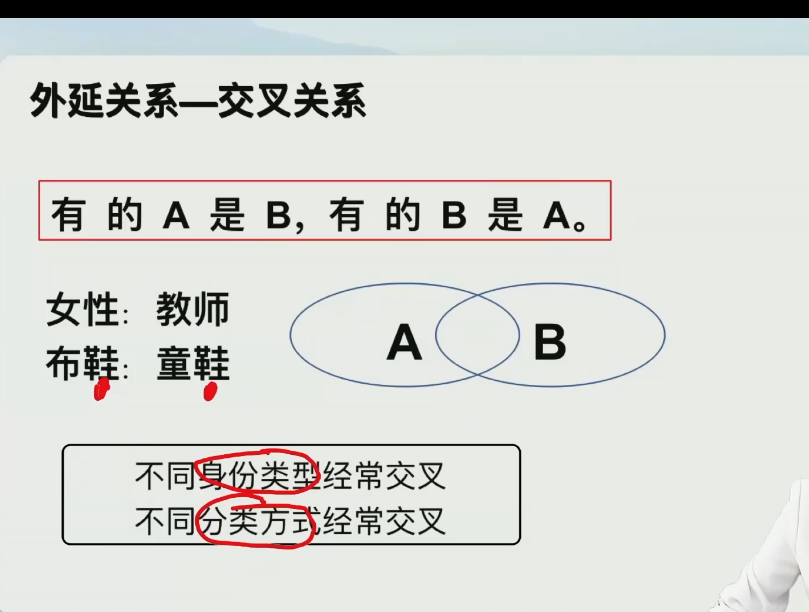 外延关系—交叉关系
有的A是B，有的B是A。
女性：教师
布鞋：童鞋
A B
不同身份类型经常交叉
不同分类方式经常交叉